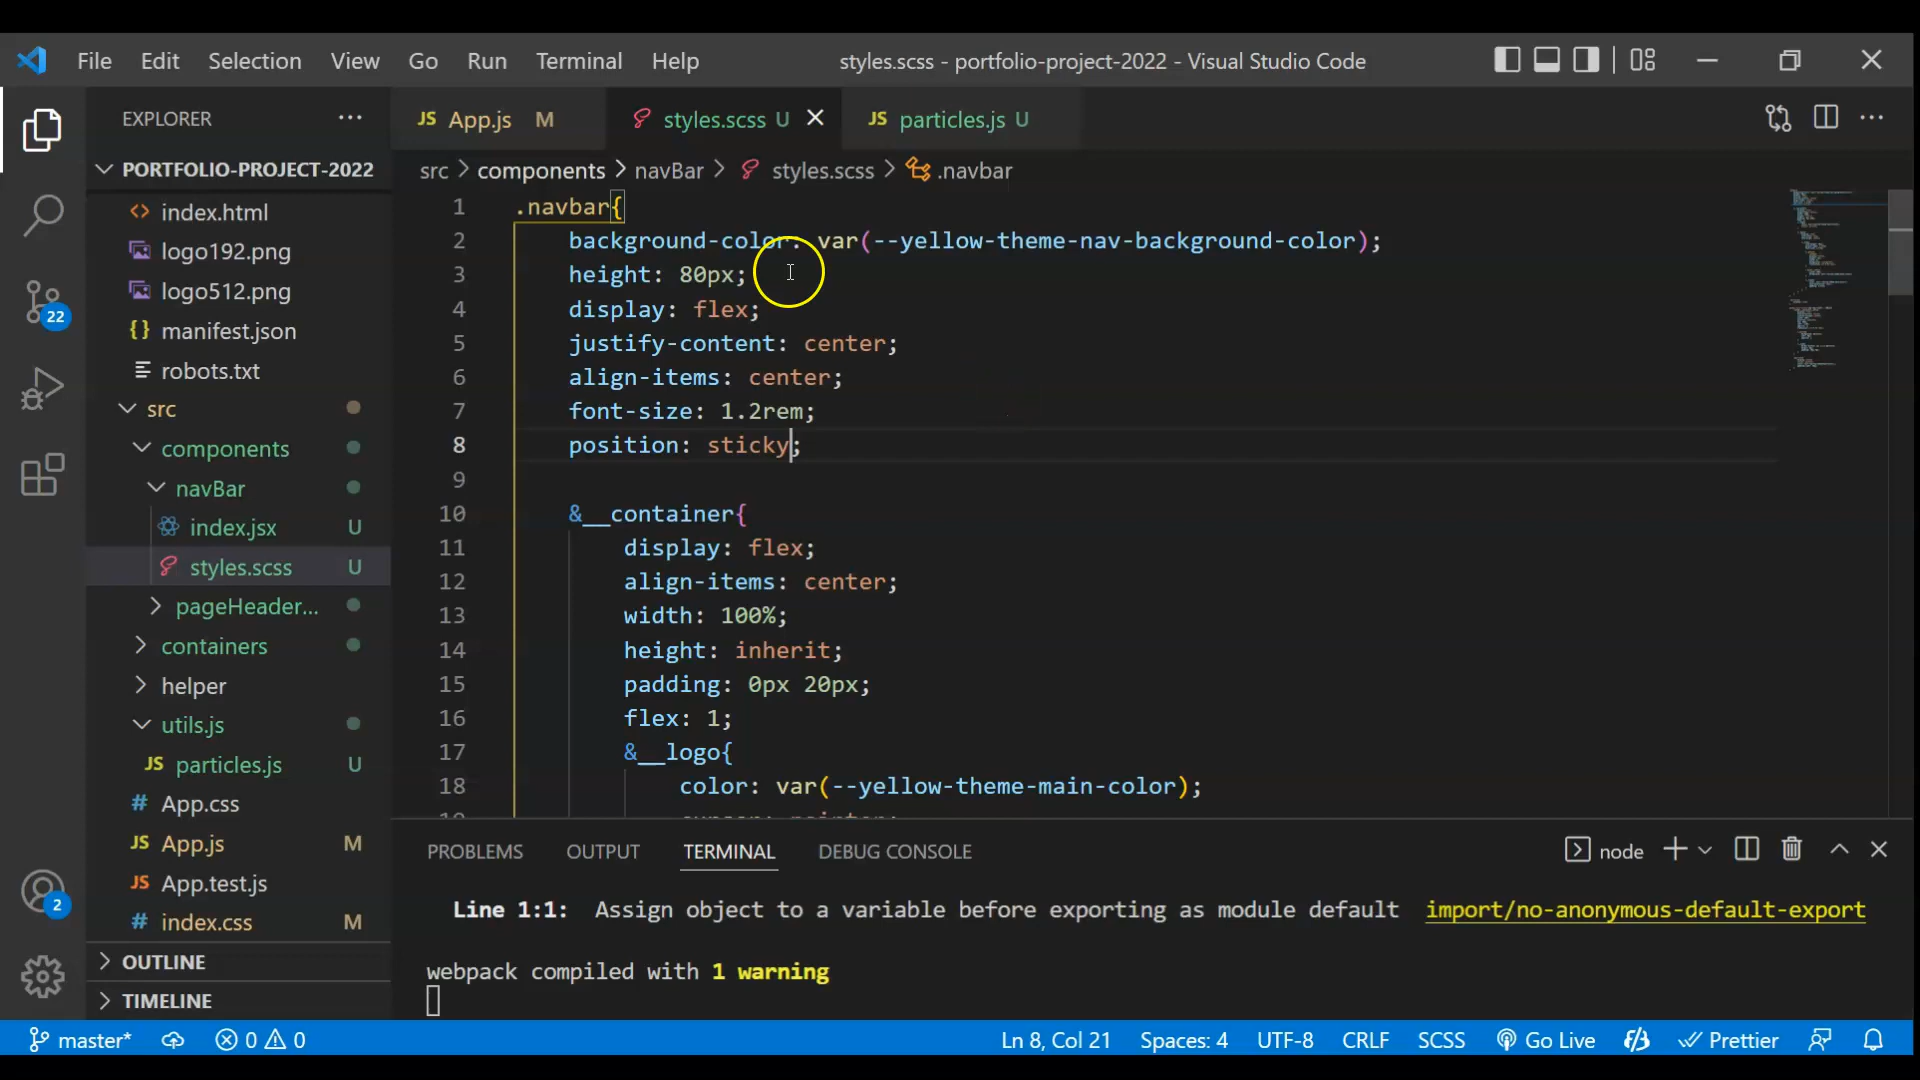 File Edit Selection View Go Run Terminal Help styles.scss - portfolio-project-2022 - Visual Studio Code
EXPLORER
JS App.js M styles.scss U JS particles.js U
PORTFOLIO-PROJECT-2022
src > components > navBar > styles.scss > .navbar
<> index.html
logo192.png
logo512.png
{} manifest.json
robots.txt
src
components
navBar
index.jsx U
styles.scss U
pageHeader...
containers
helper
utils.js
JS particles.js U
# App.css
JS App.js M
JS App.test.js
# index.css M
OUTLINE
TIMELINE
22
2
1 .navbar{
2 background-color: var(--yellow-theme-nav-background-color);
3 height: 80px;
4 display: flex;
5 justify-content: center;
6 align-items: center;
7 font-size: 1.2rem;
8 position: sticky;
9
10 &__container{
11 display: flex;
12 align-items: center;
13 width: 100%;
14 height: inherit;
15 padding: 0px 20px;
16 flex: 1;
17 &__logo{
18 color: var(--yellow-theme-main-color);
19 cursor: pointer;
PROBLEMS OUTPUT TERMINAL DEBUG CONSOLE node
Line 1:1: Assign object to a variable before exporting as module default import/no-anonymous-default-export
webpack compiled with 1 warning
master* 0 0 Ln 8, Col 21 Spaces: 4 UTF-8 CRLF SCSS Go Live Prettier